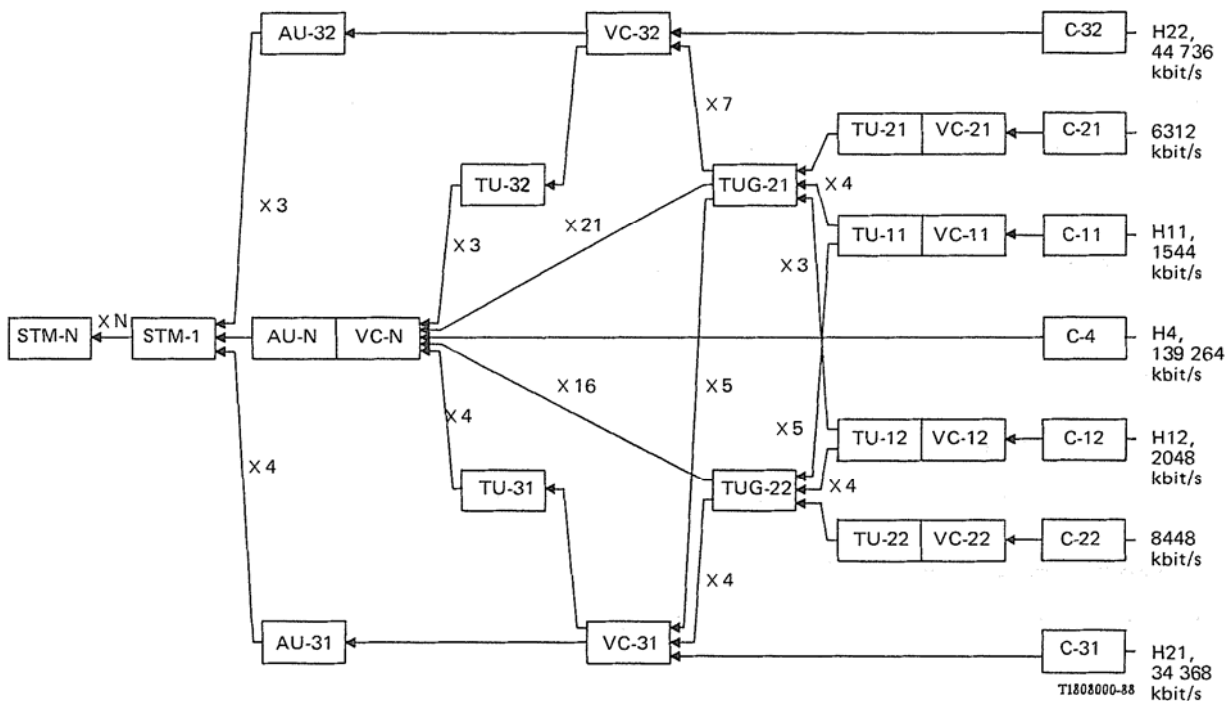 AU-32
VC-32
C-32
H22,
44 736
kbit/s
X 7
TU-21
VC-21
C-21
6312
kbit/s
TU-32
TUG-21
X 4
X 3
X 21
TU-11
VC-11
C-11
H11,
1544
kbit/s
X 3
X 3
STM-N
X N
STM-1
AU-N
VC-N
C-4
H4,
139 264
kbit/s
X 16
X 5
X 4
X 5
TU-12
VC-12
C-12
H12,
2048
kbit/s
X 4
TU-31
TUG-22
X 4
TU-22
VC-22
C-22
8448
kbit/s
X 4
AU-31
VC-31
C-31
H21,
34 368
kbit/s
T1808000-88